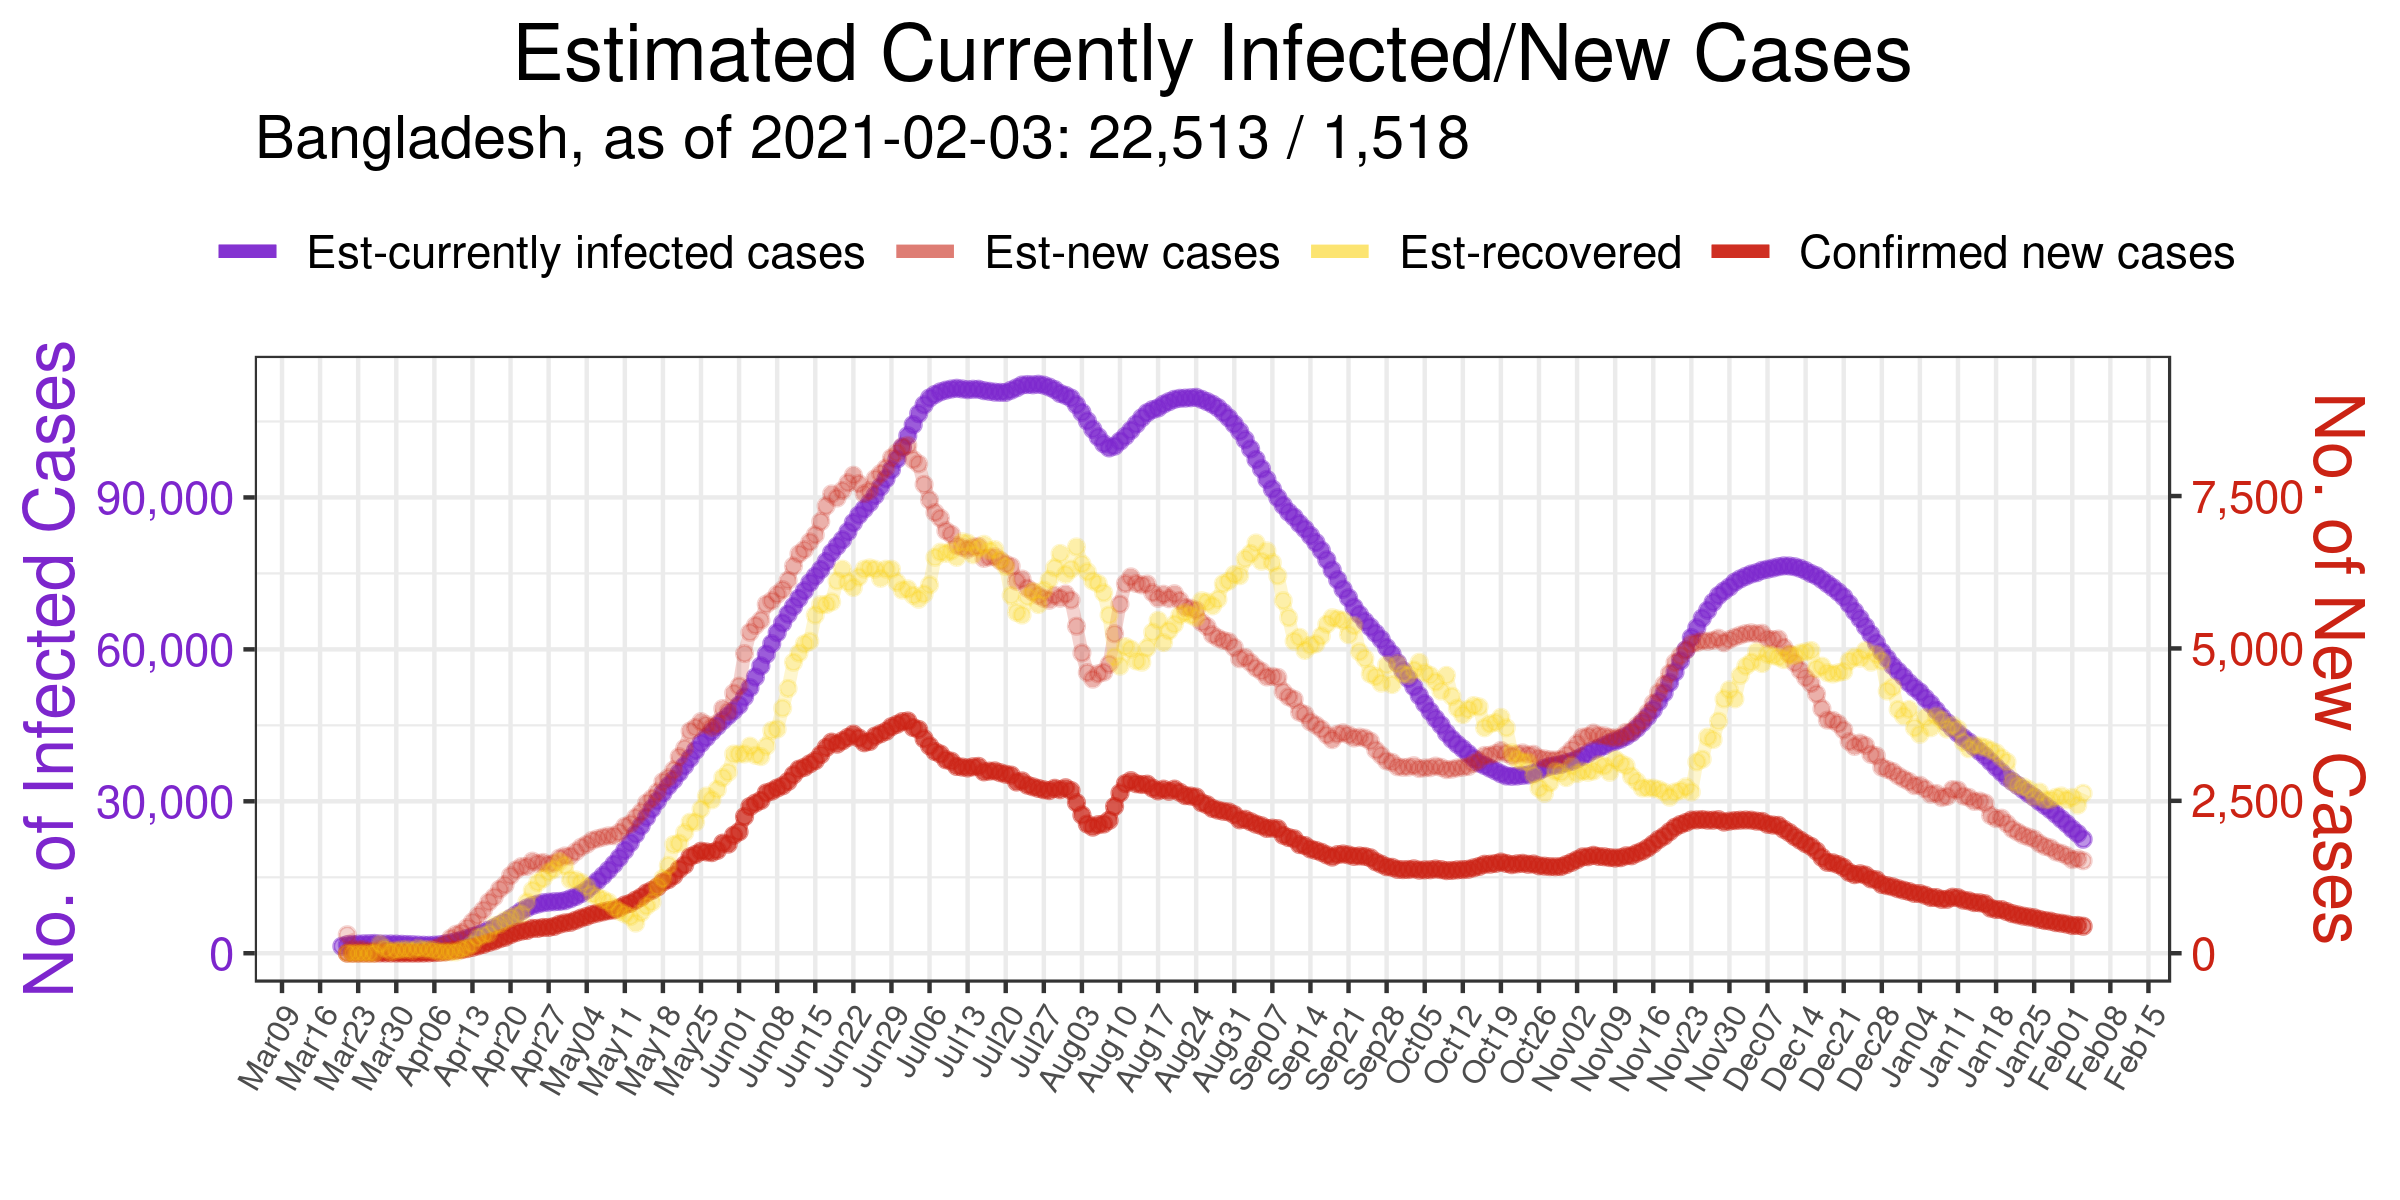 Estimated Currently Infected/New Cases
Bangladesh, as of 2021-02-03: 22,513 / 1,518
Est-currently infected cases Est-new cases Est-recovered Confirmed new cases
No. of Infected Cases
90,000
60,000
30,000
0
7,500
5,000
2,500
0
No. of New Cases
Mar09 Mar16 Mar23 Mar30 Apr06 Apr13 Apr20 Apr27 May04 May11 May18 May25 Jun01 Jun08 Jun15 Jun22 Jun29 Jul06 Jul13 Jul20 Jul27 Aug03 Aug10 Aug17 Aug24 Aug31 Sep07 Sep14 Sep21 Sep28 Oct05 Oct12 Oct19 Oct26 Nov02 Nov09 Nov16 Nov23 Nov30 Dec07 Dec14 Dec21 Dec28 Jan04 Jan11 Jan18 Jan25 Feb01 Feb08 Feb15